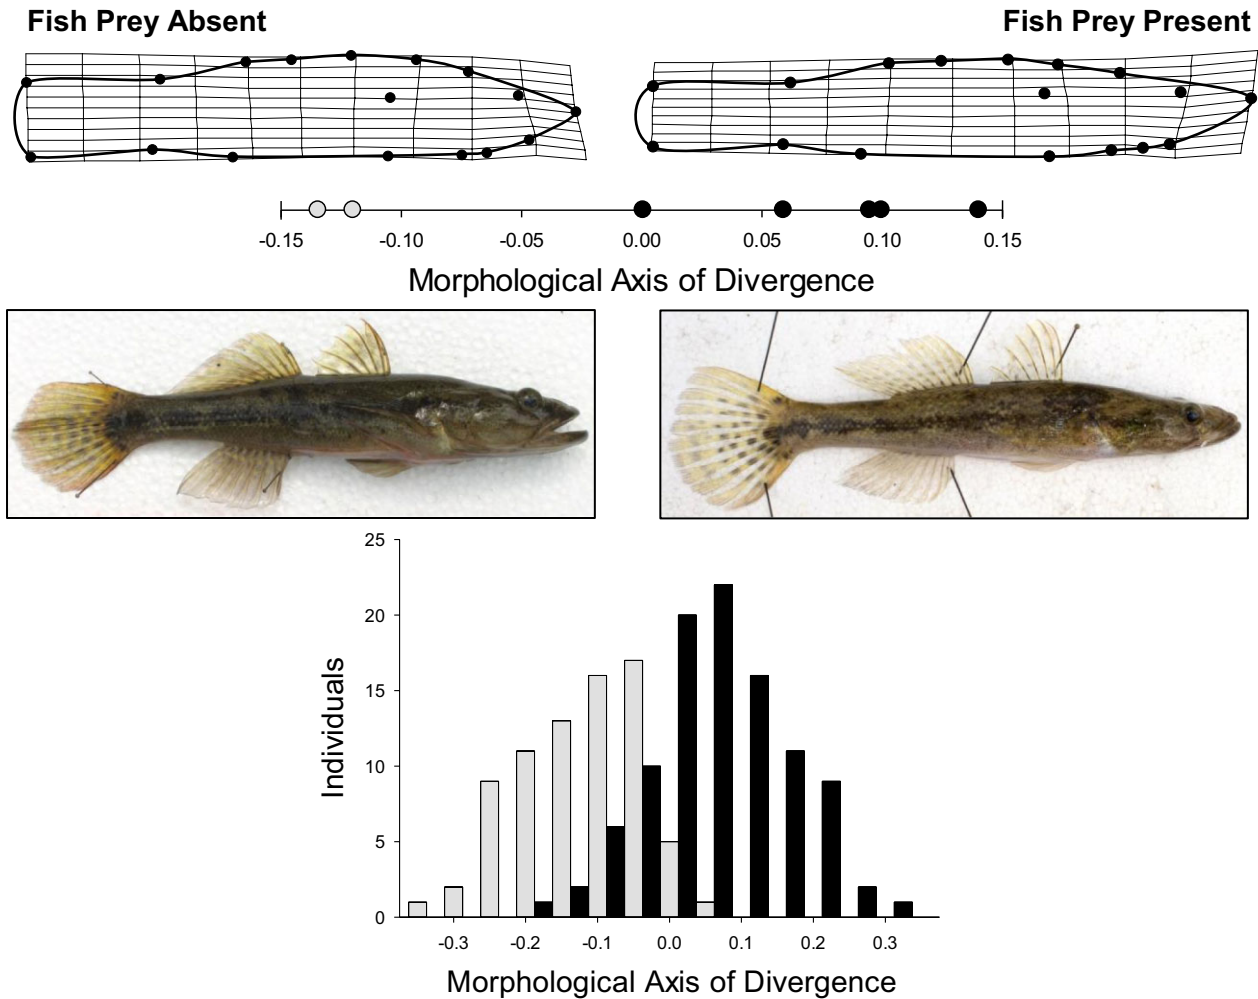 Fish Prey Absent
Fish Prey Present
-0.15 -0.10 -0.05 0.00 0.05 0.10 0.15
Morphological Axis of Divergence
25
20
15
10
5
0
Individuals
-0.3 -0.2 -0.1 0.0 0.1 0.2 0.3
Morphological Axis of Divergence